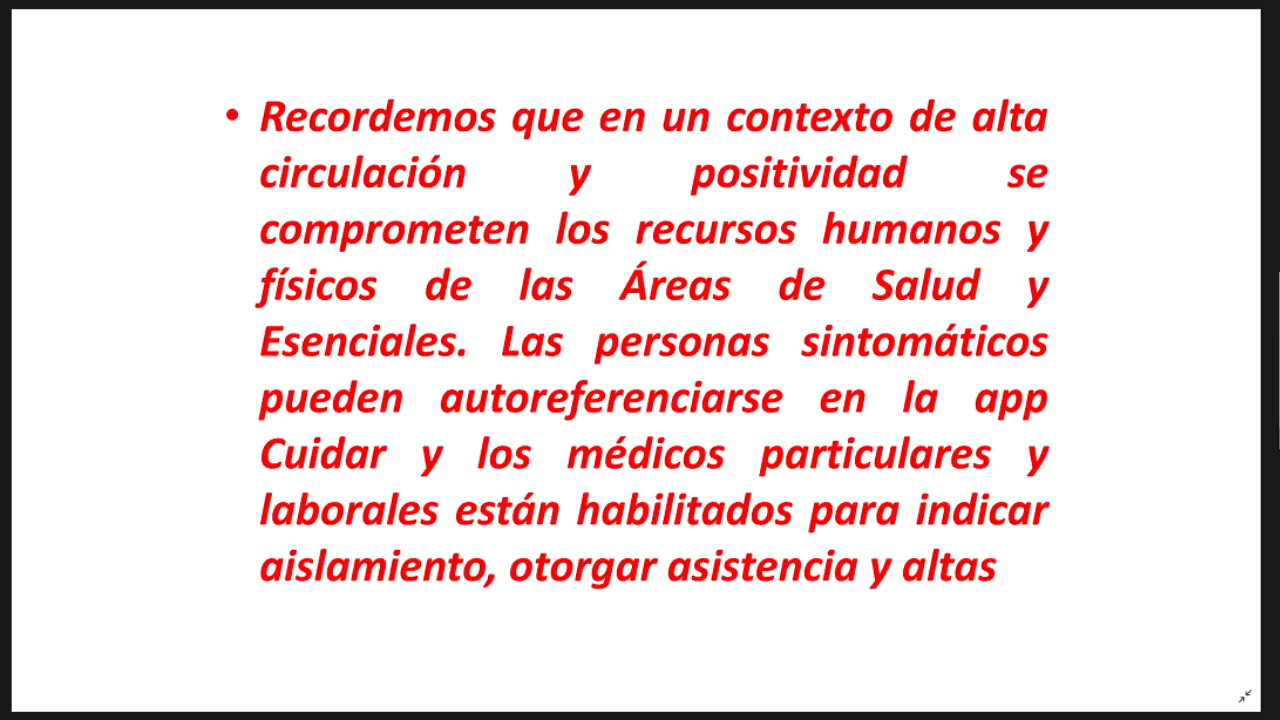 • Recordemos que en un contexto de alta
circulación y positividad se
comprometen los recursos humanos y
físicos de las Áreas de Salud y
Esenciales. Las personas sintomáticos
pueden autoreferenciarse en la app
Cuidar y los médicos particulares y
laborales están habilitados para indicar
aislamiento, otorgar asistencia y altas